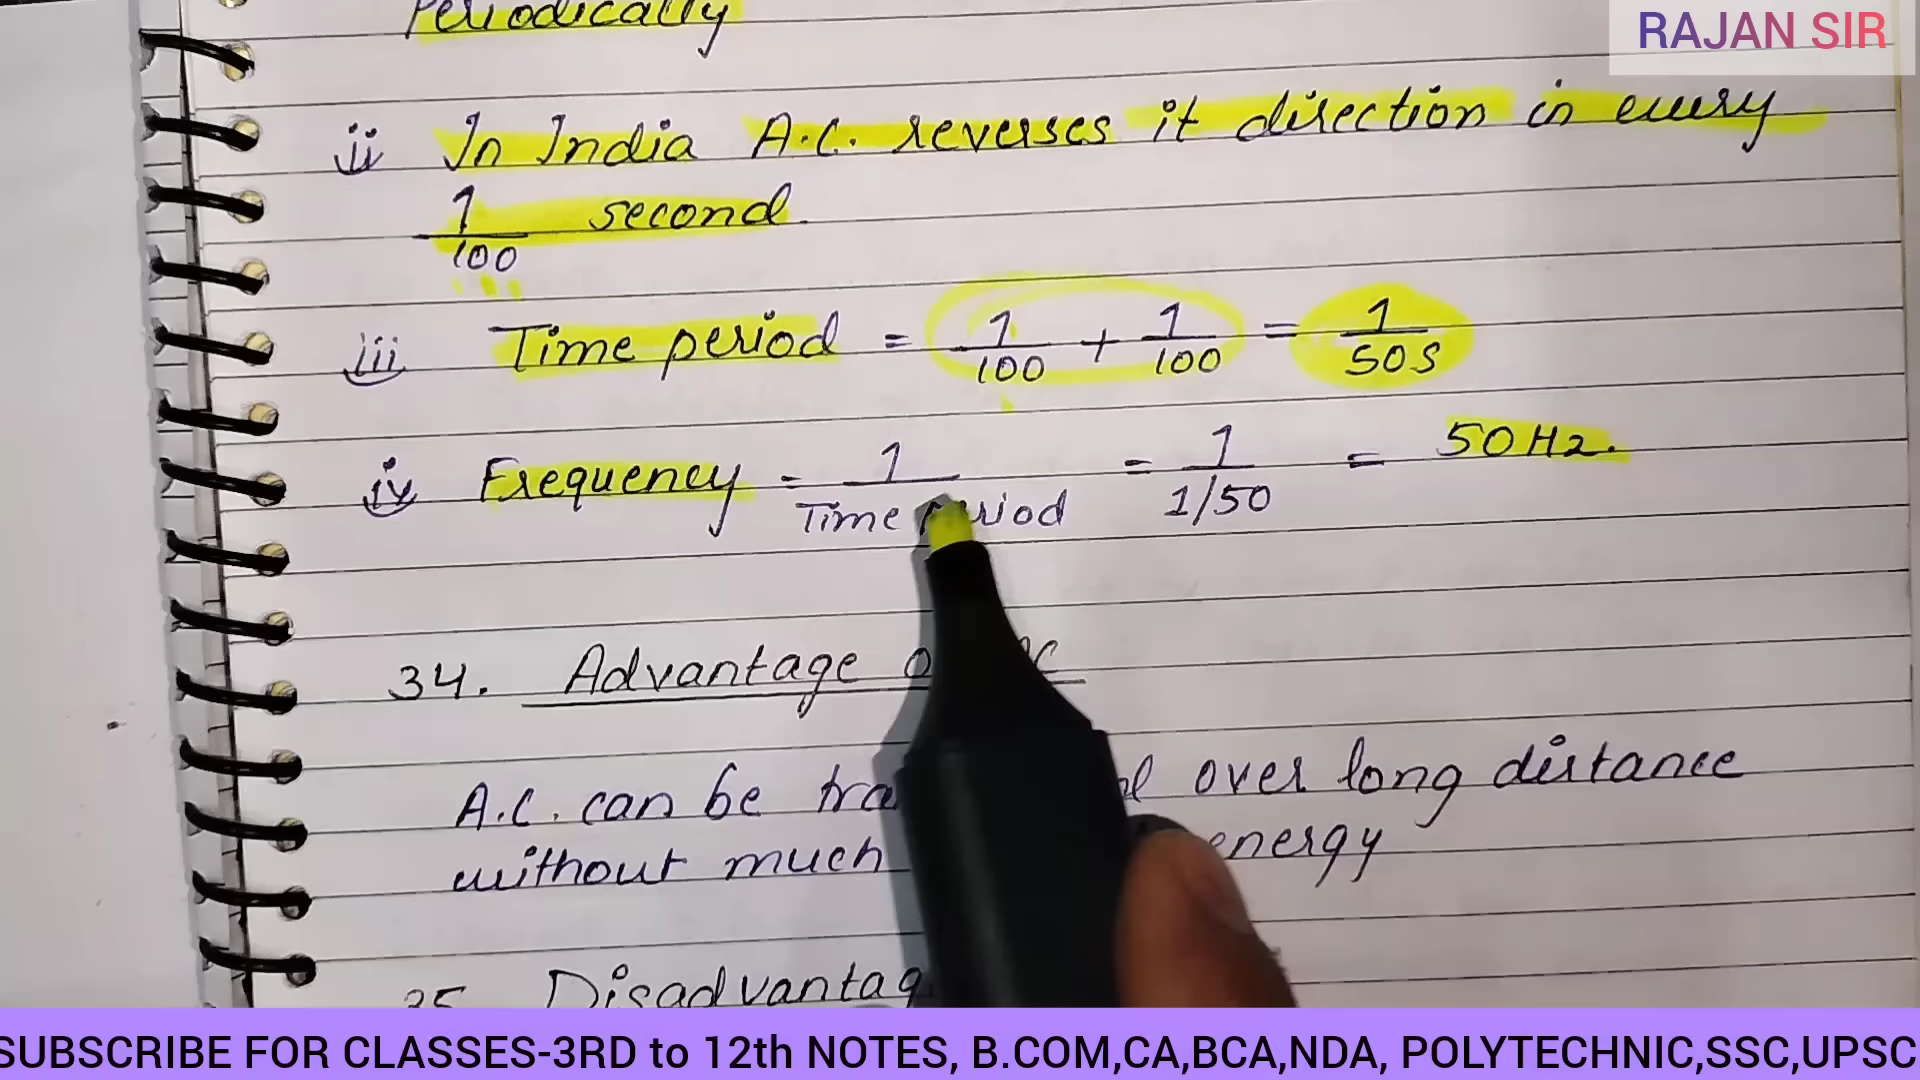 Periodically
RAJAN SIR
ii In India A.C. reverses it direction in every
1/100 second.
iii Time period = 1/100 + 1/100 = 1/50s
iv Frequency = 1/Time period = 1/1/50 = 50Hz.
34. Advantage
A.C. can be over long distance
without much energy
35
SUBSCRIBE FOR CLASSES-3RD to 12th NOTES, B.COM,CA,BCA,NDA, POLYTECHNIC,SSC,UPSC